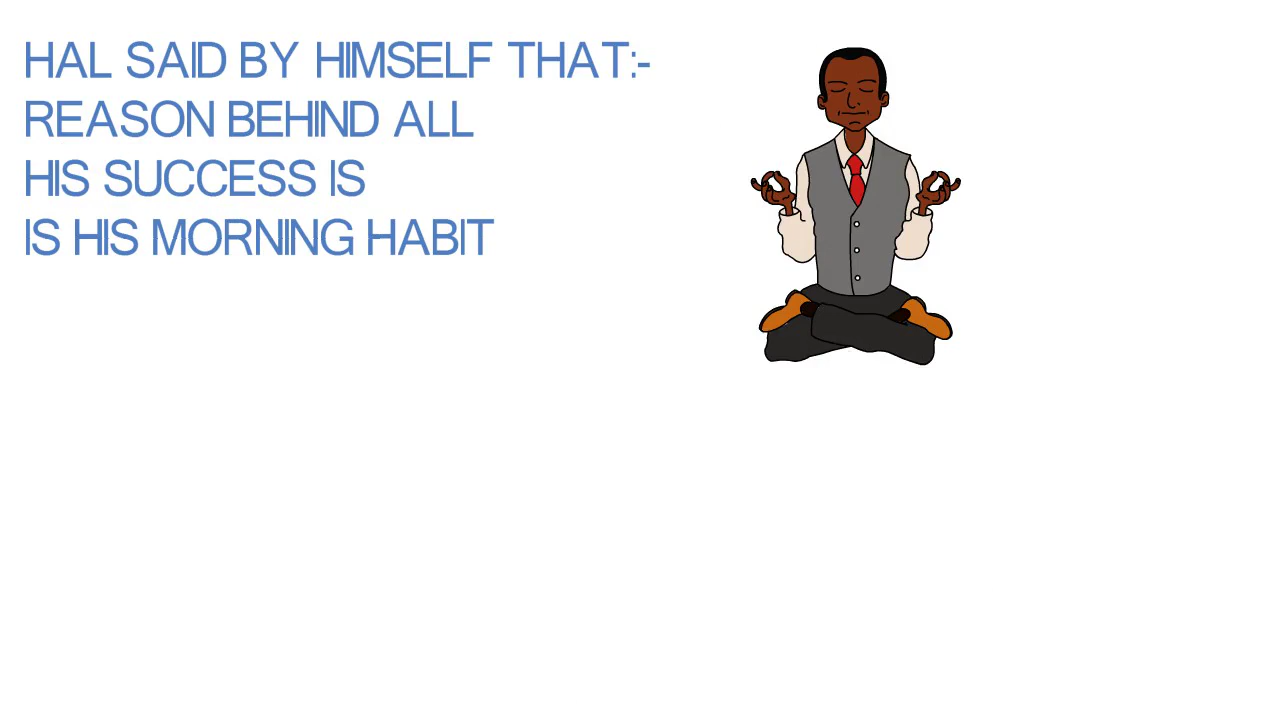 HAL SAID BY HIMSELF THAT:-
REASON BEHIND ALL
HIS SUCCESS IS
IS HIS MORNING HABIT